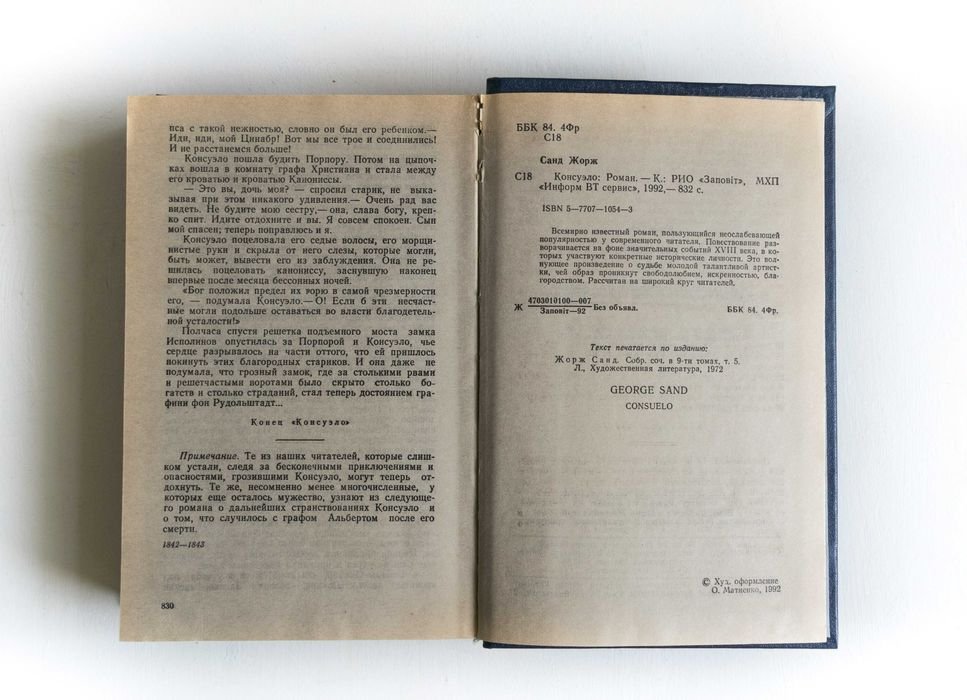 пса с такой нежностью, словно он был его ребенком.—
Иди, иди, мой Цинабр! Вот мы все трое и соединились!
И не расстанемся больше!
Консуэло пошла будить Порпору. Потом на цыпоч-
ках вошла в комнату графа Христиана и стала между
его кроватью и кроватью Канониссы.
— Это вы, дочь моя? — спросил старик, не выка-
зывая при этом никакого удивления.— Очень рад вас
видеть. Не будите мою сестру,— она, слава богу, креп-
ко спит. Идите отдохните и вы. Я совсем спокоен. Сын
мой спасен; теперь поправлюсь и я.
Консуэло поцеловала его седые волосы, его морщи-
нистые руки и скрыла от него слезы, которые могли,
быть может, вывести его из заблуждения. Она не ре-
шилась поцеловать канониссу, заснувшую наконец
впервые после месяца бессонных ночей.
«Бог положил предел их горю в самой чрезмерности
его, — подумала Консуэло.— О! Если б эти несчаст-
ные могли подольше оставаться во власти благодетель-
ной усталости!»
Полчаса спустя решетка подъемного моста замка
Исполинов опустилась за Порпорой и Консуэло, чье
сердце разрывалось на части оттого, что ей пришлось
покинуть этих благородных стариков. И она даже не
подумала, что грозный замок, где за столькими рвами
и решетчастыми воротами было скрыто столько бо-
гатств и столько страданий, стал теперь достоянием гра-
фини фон Рудольштадт...
Конец «Консуэло»
Примечание. Те из наших читателей, которые слиш-
ком устали, следя за бесконечными приключениями и
опасностями, грозившими Консуэло, могут теперь от-
дохнуть. Те же, несомненно менее многочисленные, у
которых еще осталось мужество, узнают из следующе-
го романа о дальнейших странствованиях Консуэло и
о том, что случилось с графом Альбертом после его
смерти.
1842—1843
830
ББК 84. 4Фр
С18
Санд Жорж
С18 Консуэло: Роман. — К.: РИО «Заповіт», МХП
«Информ ВТ сервис», 1992,— 832 с.
ISBN 5—7707—1054—3
Всемирно известный роман, пользующийся неослабевающей
популярностью у современного читателя. Повествование раз-
ворачивается на фоне значительных событий XVIII века, в ко-
торых участвуют конкретные исторические личности. Это вол-
нующее произведение о судьбе молодой талантливой артист-
ки, чей образ проникнут свободолюбием, искренностью, бла-
городством. Рассчитан на широкий круг читателей.
Ж 4703010100—007
Заповіт—92 Без объявл. ББК 84. 4Фр.
Текст печатается по изданию:
Жорж Санд. Собр. соч. в 9-ти томах, т. 5.
Л., Художественная литература, 1972
GEORGE SAND
CONSUELO
© Худ. оформление
О. Матиенко, 1992